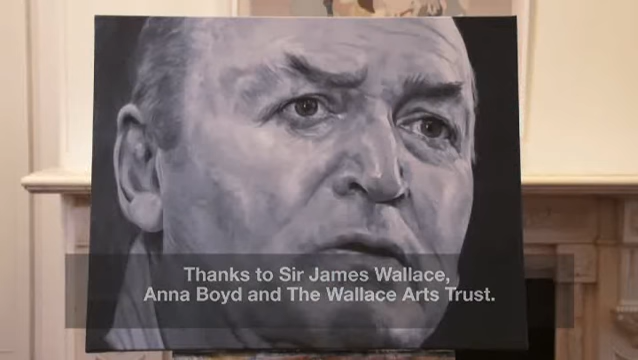 Thanks to Sir James Wallace,
Anna Boyd and The Wallace Arts Trust.